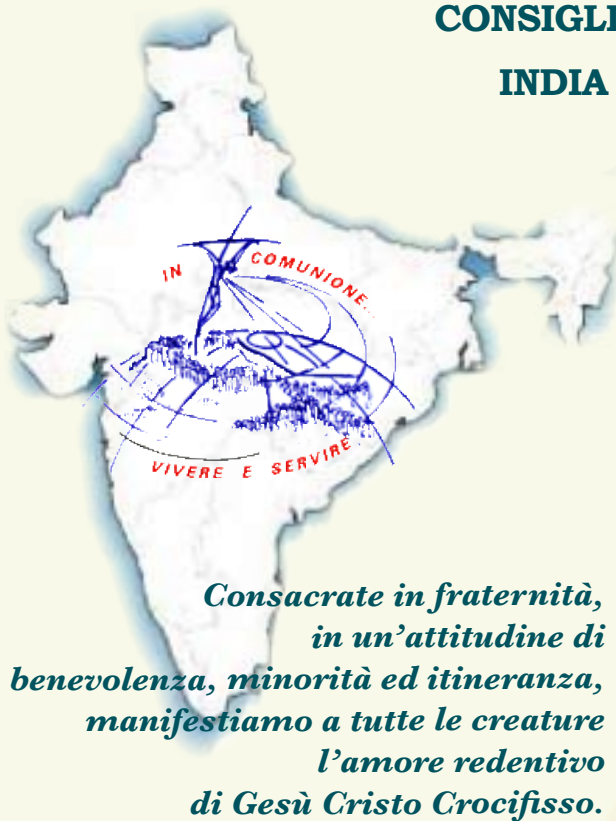 CONSIGLI
INDIA
IN COMUNIONE...
VIVERE E SERVIRE
Consacrate in fraternità,
in un’attitudine di
benevolenza, minorità ed itineranza,
manifestiamo a tutte le creature
l’amore redentivo
di Gesù Cristo Crocifisso.